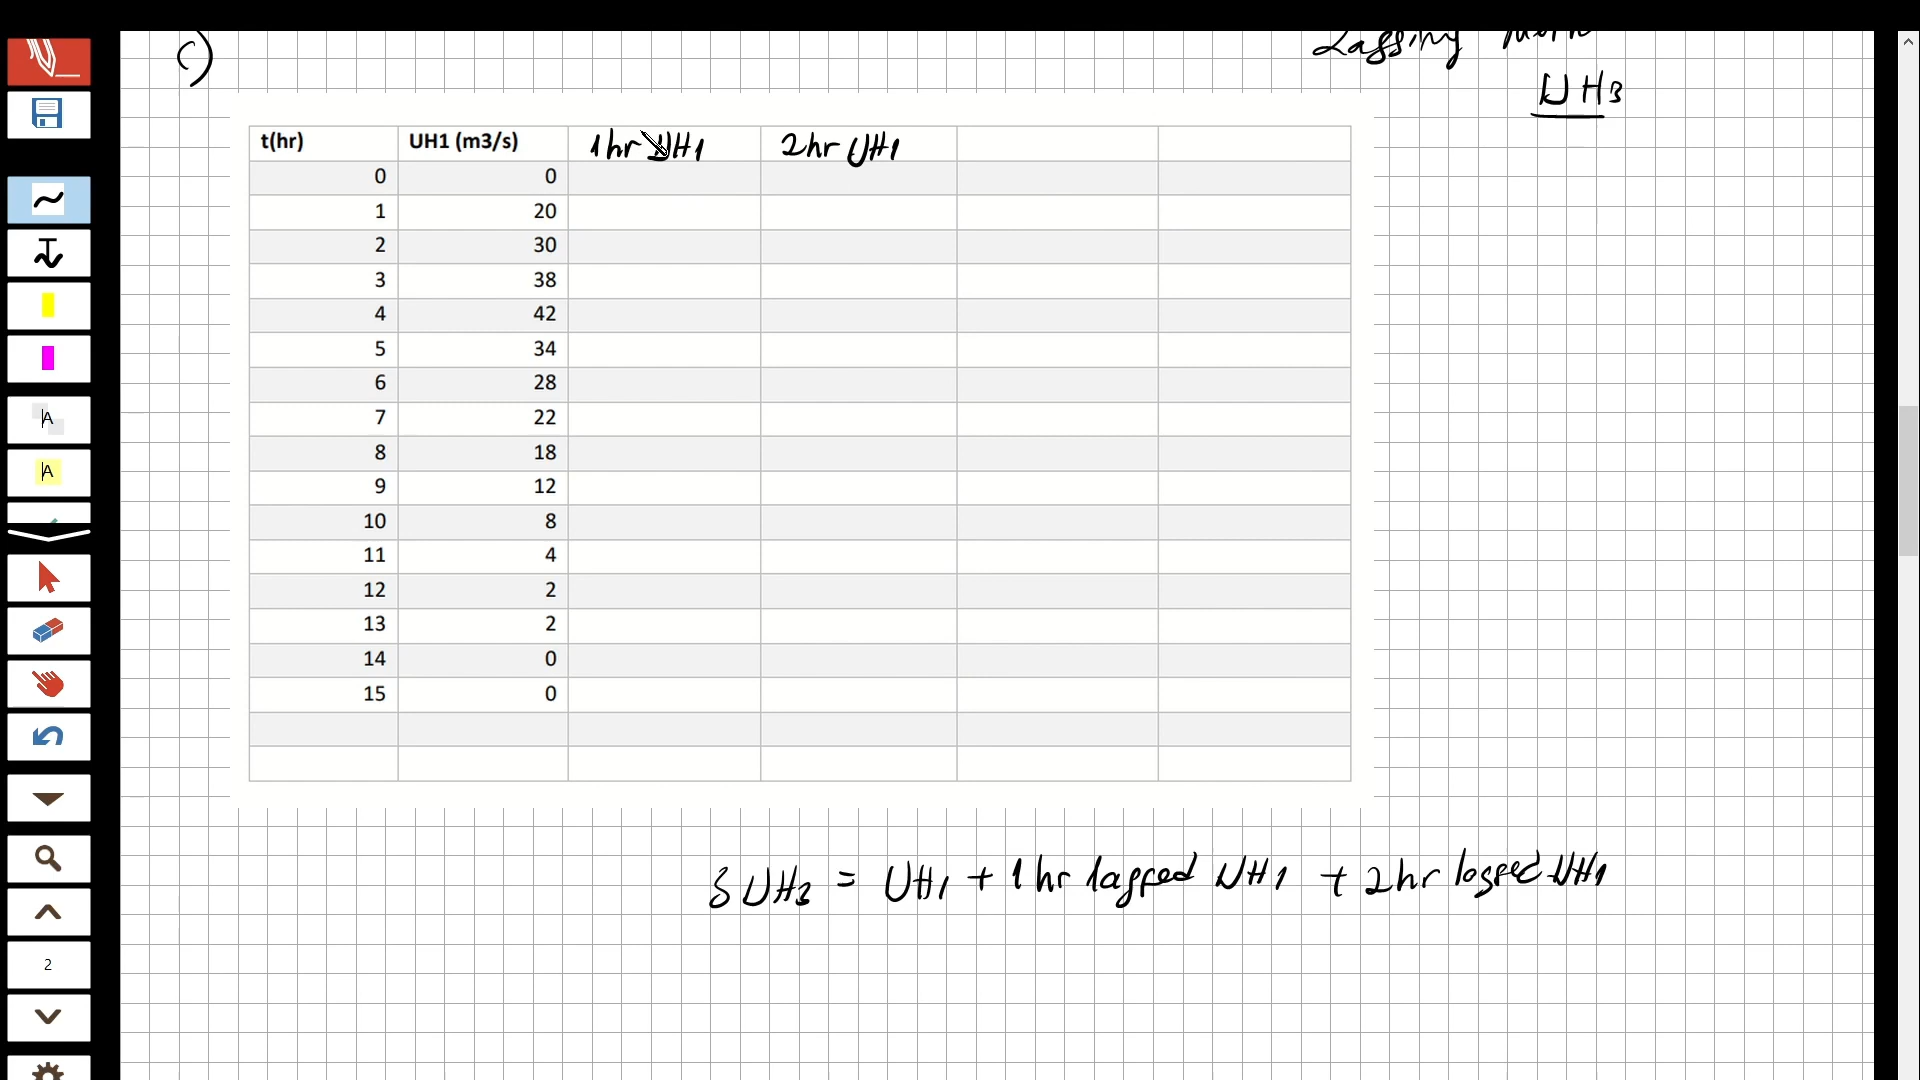 c)
Lagging
UH3
t(hr) UH1 (m3/s) 1hr UH1 2hr UH1
0 0
1 20
2 30
3 38
4 42
5 34
6 28
7 22
8 18
9 12
10 8
11 4
12 2
13 2
14 0
15 0
3 UH3 = UH1 + 1 hr lagged UH1 + 2hr lagged UH1
A
A
2